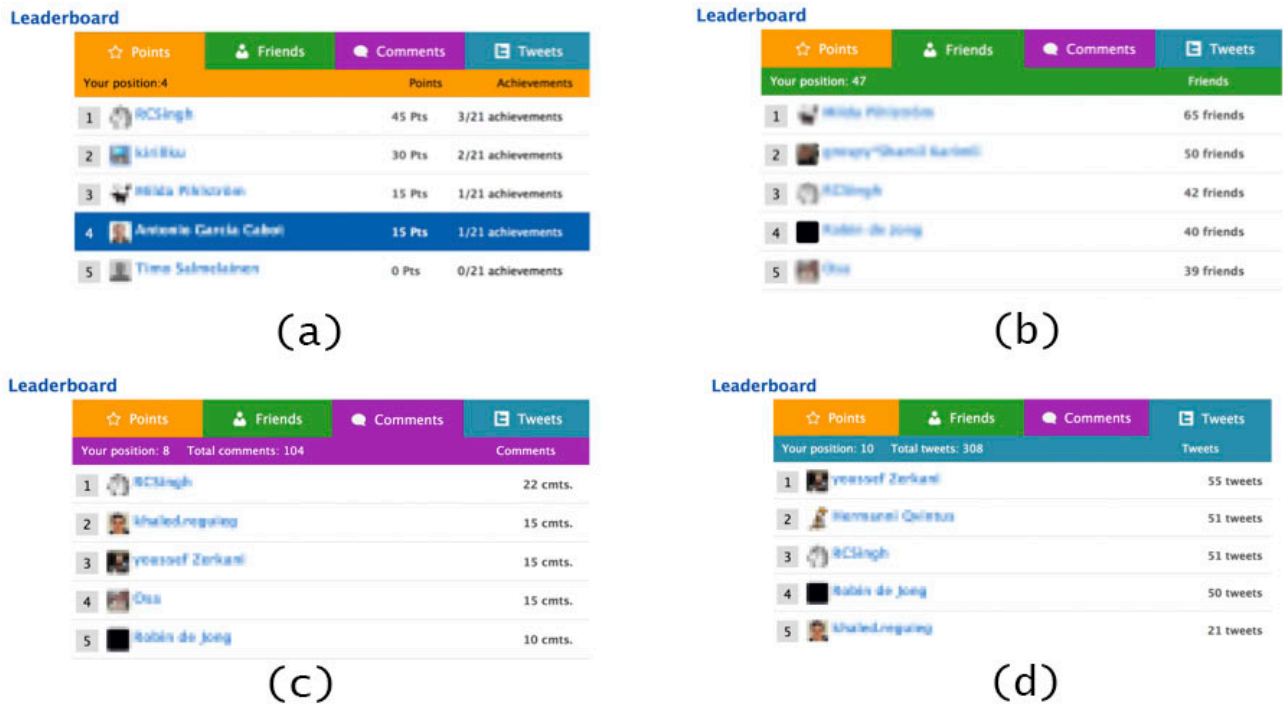 Leaderboard
Points Friends Comments Tweets
Your position:4 Points Achievements
1 45 Pts 3/21 achievements
2 30 Pts 2/21 achievements
3 15 Pts 1/21 achievements
4 15 Pts 1/21 achievements
5 0 Pts 0/21 achievements
(a)
Leaderboard
Points Friends Comments Tweets
Your position: 47 Friends
1 65 friends
2 50 friends
3 42 friends
4 40 friends
5 39 friends
(b)
Leaderboard
Points Friends Comments Tweets
Your position: 8 Total comments: 104 Comments
1 22 cmts.
2 15 cmts.
3 15 cmts.
4 15 cmts.
5 10 cmts.
(c)
Leaderboard
Points Friends Comments Tweets
Your position: 10 Total tweets: 308 Tweets
1 55 tweets
2 51 tweets
3 51 tweets
4 50 tweets
5 21 tweets
(d)